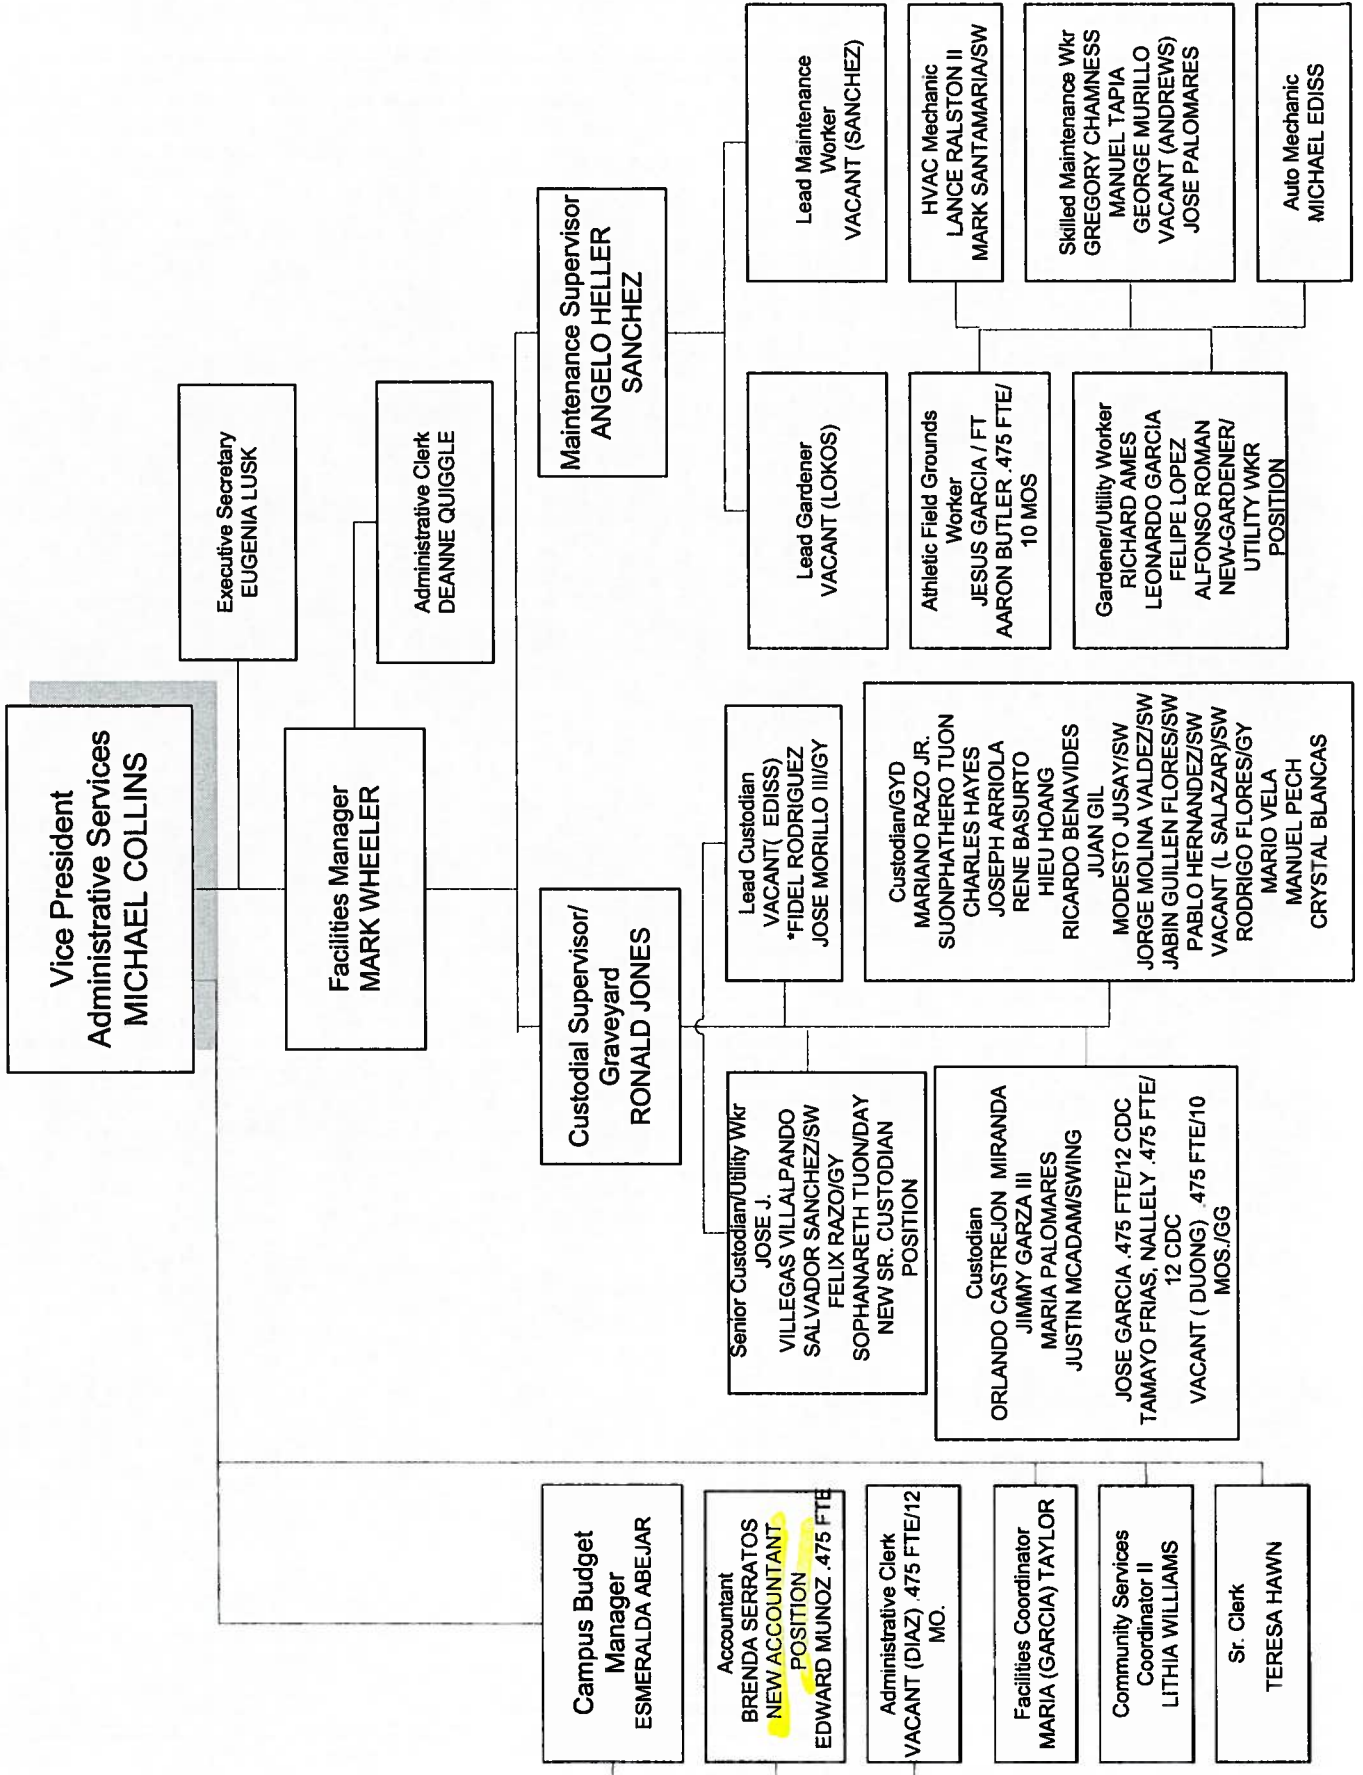 Vice President
Administrative Services
MICHAEL COLLINS
Executive Secretary
EUGENIA LUSK
Facilities Manager
MARK WHEELER
Administrative Clerk
DEANNE QUIGGLE
Campus Budget
Manager
ESMERALDA ABEJAR
Accountant
BRENDA SERRATOS
NEW ACCOUNTANT
POSITION
EDWARD MUNOZ .475 FTE
Administrative Clerk
VACANT (DIAZ) .475 FTE/12
MO.
Facilities Coordinator
MARIA (GARCIA) TAYLOR
Community Services
Coordinator II
LITHIA WILLIAMS
Sr. Clerk
TERESA HAWN
Custodial Supervisor/
Graveyard
RONALD JONES
Senior Custodian/Utility Wkr
JOSE J.
VILLEGAS VILLALPANDO
SALVADOR SANCHEZ/SW
FELIX RAZO/GY
SOPHANARETH TUON/DAY
NEW SR. CUSTODIAN
POSITION
Custodian
ORLANDO CASTREJON MIRANDA
JIMMY GARZA III
MARIA PALOMARES
JUSTIN MCADAM/SWING
JOSE GARCIA .475 FTE/12 CDC
TAMAYO FRIAS, NALLELY .475 FTE/
12 CDC
VACANT ( DUONG) .475 FTE/10
MOS./GG
Lead Custodian
VACANT( EDISS)
*FIDEL RODRIGUEZ
JOSE MORILLO III/GY
Custodian/GYD
MARIANO RAZO JR.
SUONPHATHERO TUON
CHARLES HAYES
JOSEPH ARRIOLA
RENE BASURTO
HIEU HOANG
RICARDO BENAVIDES
JUAN GIL
MODESTO JUSAY/SW
JORGE MOLINA VALDEZ/SW
JABIN GUILLEN FLORES/SW
PABLO HERNANDEZ/SW
VACANT (L SALAZAR)/SW
RODRIGO FLORES/GY
MARIO VELA
MANUEL PECH
CRYSTAL BLANCAS
Maintenance Supervisor
ANGELO HELLER
SANCHEZ
Lead Gardener
VACANT (LOKOS)
Athletic Field Grounds
Worker
JESUS GARCIA / FT
AARON BUTLER .475 FTE/
10 MOS
Gardener/Utility Worker
RICHARD AMES
LEONARDO GARCIA
FELIPE LOPEZ
ALFONSO ROMAN
NEW-GARDENER/
UTILITY WKR
POSITION
Lead Maintenance
Worker
VACANT (SANCHEZ)
HVAC Mechanic
LANCE RALSTON II
MARK SANTAMARIA/SW
Skilled Maintenance Wkr
GREGORY CHAMNESS
MANUEL TAPIA
GEORGE MURILLO
VACANT (ANDREWS)
JOSE PALOMARES
Auto Mechanic
MICHAEL EDISS